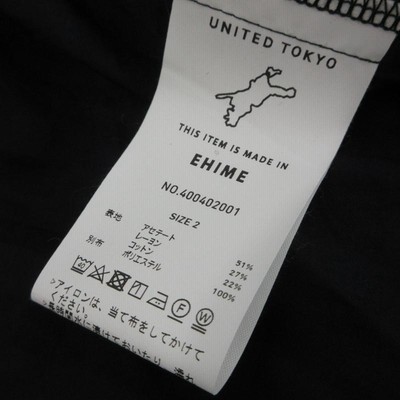 UNITED TOKYO
THIS ITEM IS MADE IN
EHIME
NO.400402001
SIZE 2
表地 アセテート 51%
レーヨン 27%
コットン 22%
別布 ポリエステル 100%
40 F W
>アイロンは、当て布をしてかけて
ください。